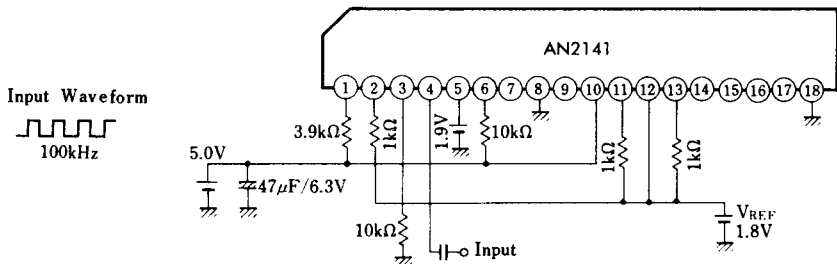 AN2141
1 2 3 4 5 6 7 8 9 10 11 12 13 14 15 16 17 18
Input Waveform
100kHz
3.9kΩ
1kΩ
1.9V
10kΩ
1kΩ
1kΩ
5.0V
47μF/6.3V
10kΩ
Input
VREF
1.8V